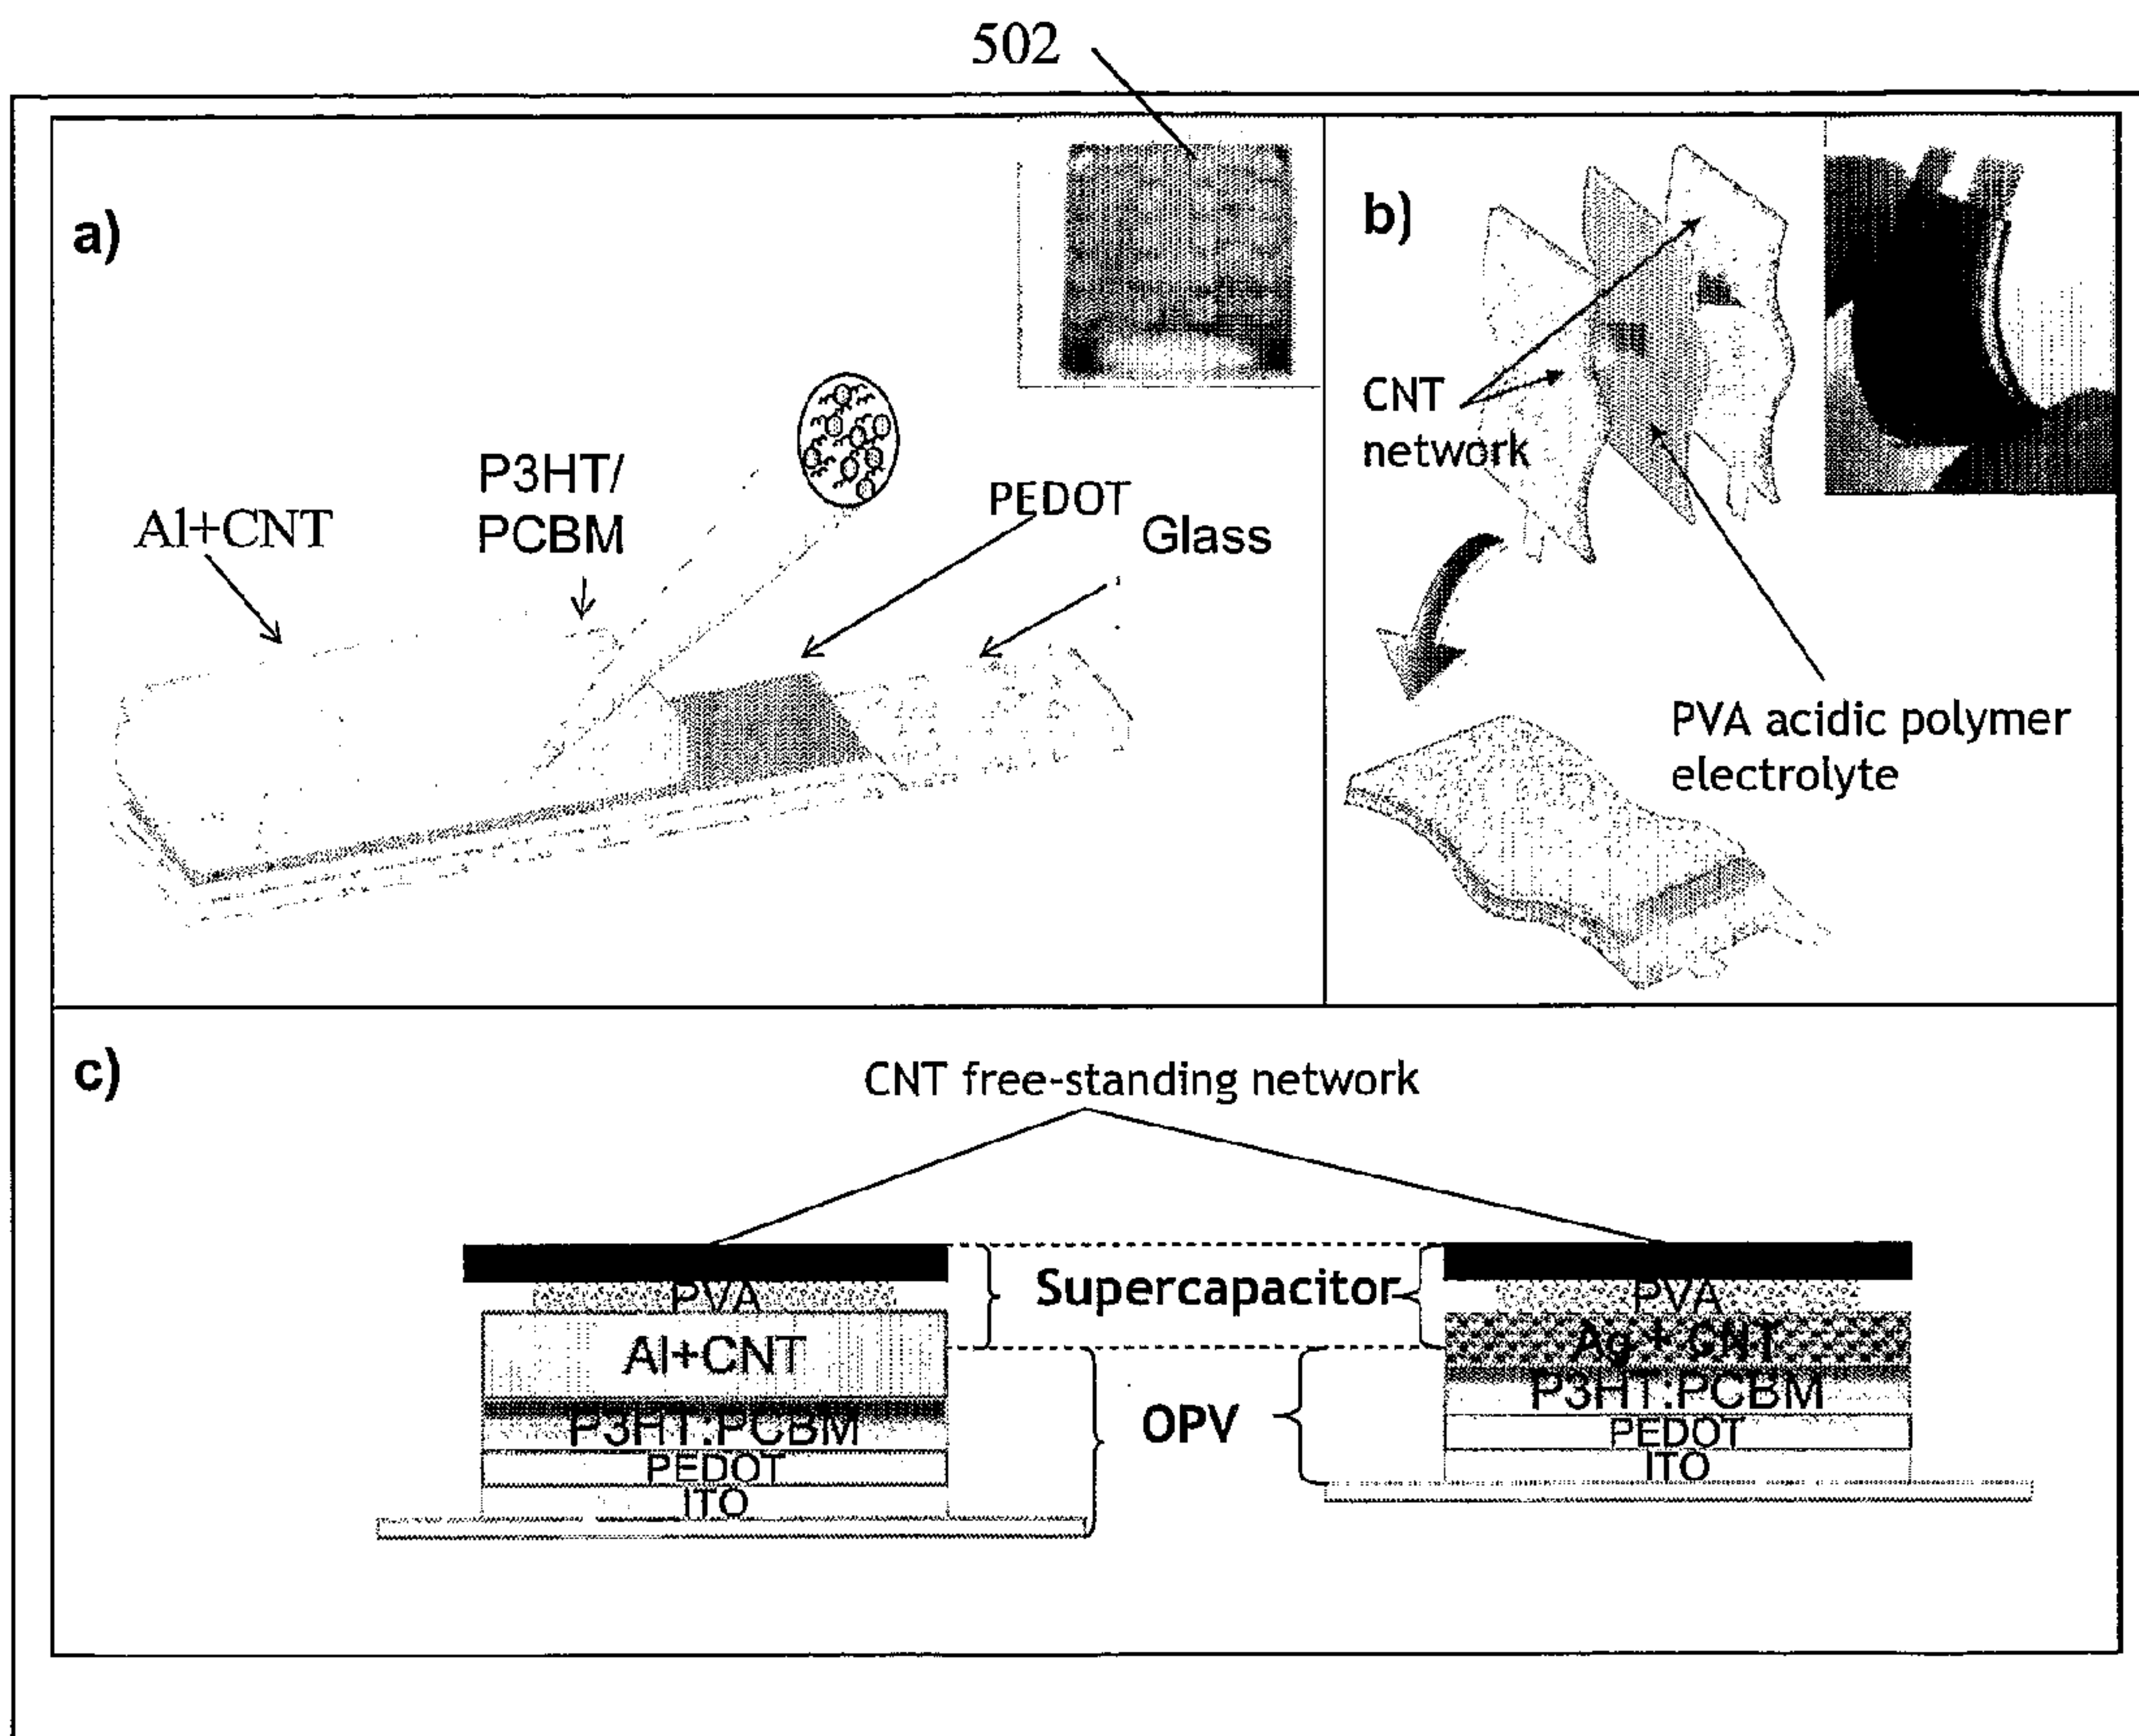 502
a)
P3HT/
PCBM
Al+CNT
PEDOT
Glass
b)
CNT
network
PVA acidic polymer
electrolyte
c)
CNT free-standing network
Supercapacitor
OPV
PVA
Al+CNT
P3HT:PCBM
PEDOT
ITO
PVA
Ag + CNT
P3HT:PCBM
PEDOT
ITO